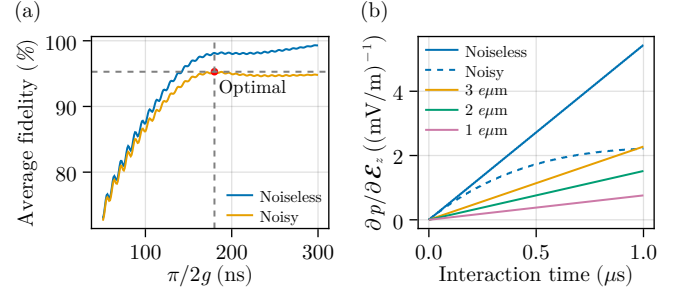 (a)
Average fidelity (%)
100
90
80
Optimal
Noiseless
Noisy
100
200
300
π/2g (ns)
(b)
∂p/∂ℰz ((mV/m)⁻¹)
4
2
0
Noiseless
Noisy
3 eμm
2 eμm
1 eμm
0.0
0.5
1.0
Interaction time (μs)